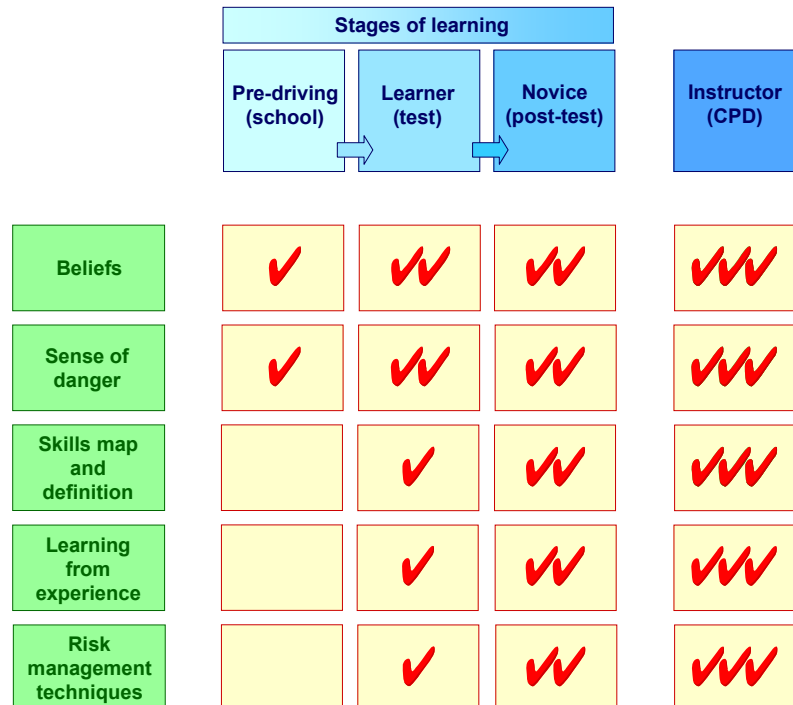 Stages of learning
Pre-driving
(school)
Learner
(test)
Novice
(post-test)
Instructor
(CPD)
Beliefs
Sense of
danger
Skills map
and
definition
Learning
from
experience
Risk
management
techniques